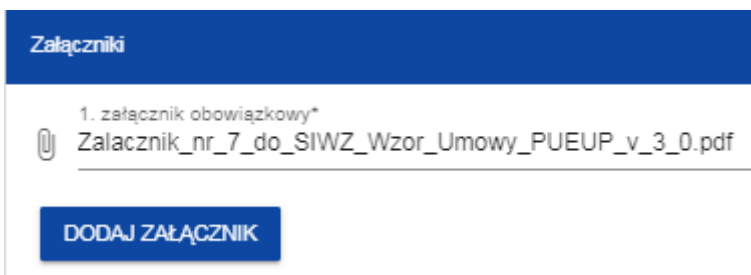 Załączniki
1. załącznik obowiązkowy*
Zalacznik_nr_7_do_SIWZ_Wzor_Umowy_PUEUP_v_3_0.pdf
DODAJ ZAŁĄCZNIK